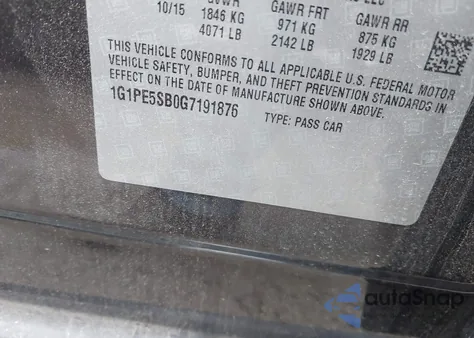 GVWR GAWR FRT GAWR RR
10/15 1846 KG 971 KG 875 KG
4071 LB 2142 LB 1929 LB
THIS VEHICLE CONFORMS TO ALL APPLICABLE U.S. FEDERAL MOTOR
VEHICLE SAFETY, BUMPER, AND THEFT PREVENTION STANDARDS IN
EFFECT ON THE DATE OF MANUFACTURE SHOWN ABOVE.
1G1PE5SB0G7191876 TYPE: PASS CAR
autoSnap